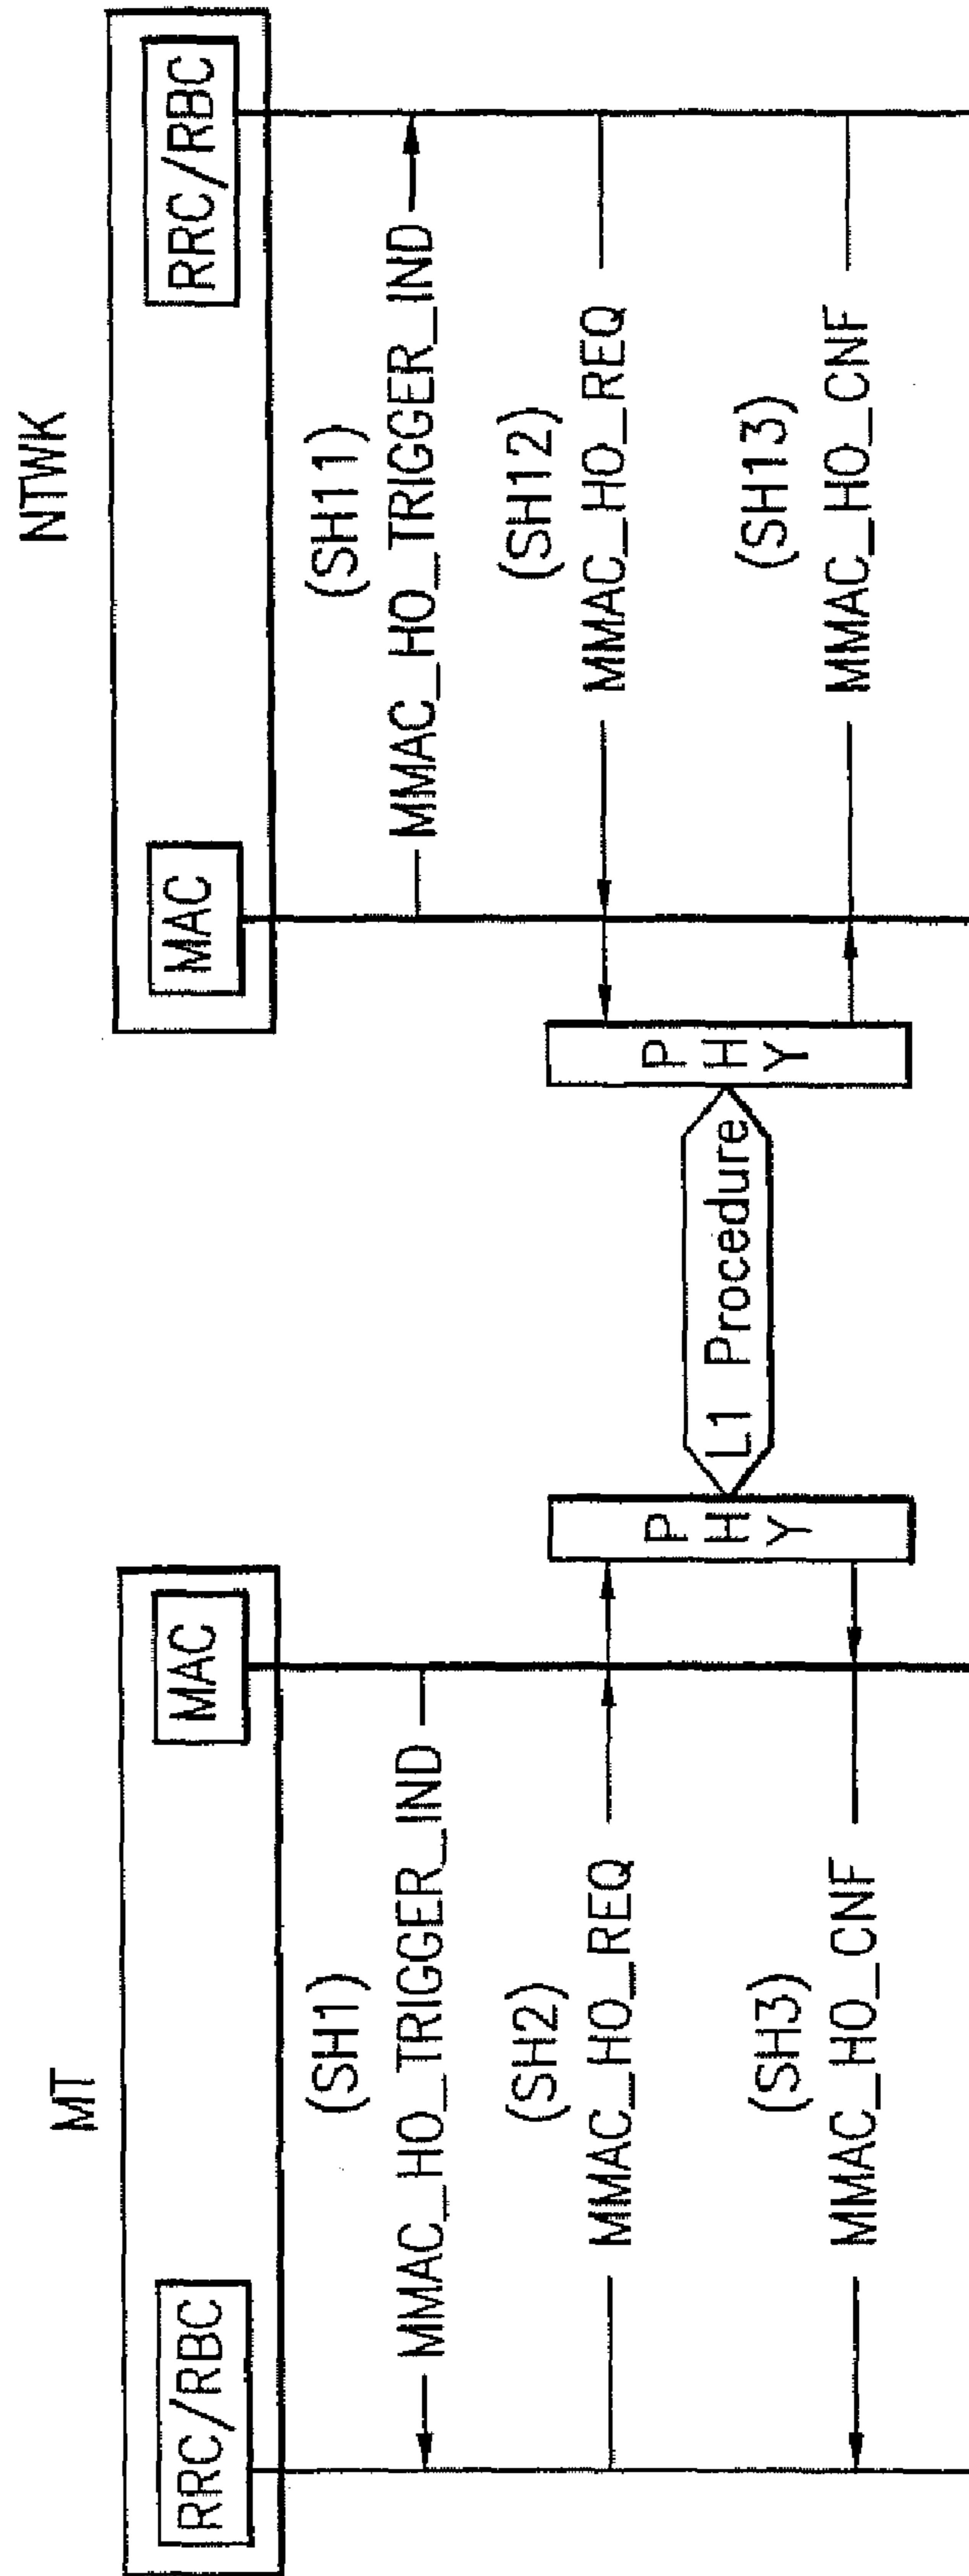 MT
NTWK
RRC/RBC
MAC
MAC
RRC/RBC
(SH1)
MMAC_HO_TRIGGER_IND
(SH11)
MMAC_HO_TRIGGER_IND
(SH2)
MMAC_HO_REQ
(SH12)
MMAC_HO_REQ
PHY
L1 Procedure
PHY
(SH3)
MMAC_HO_CNF
(SH13)
MMAC_HO_CNF